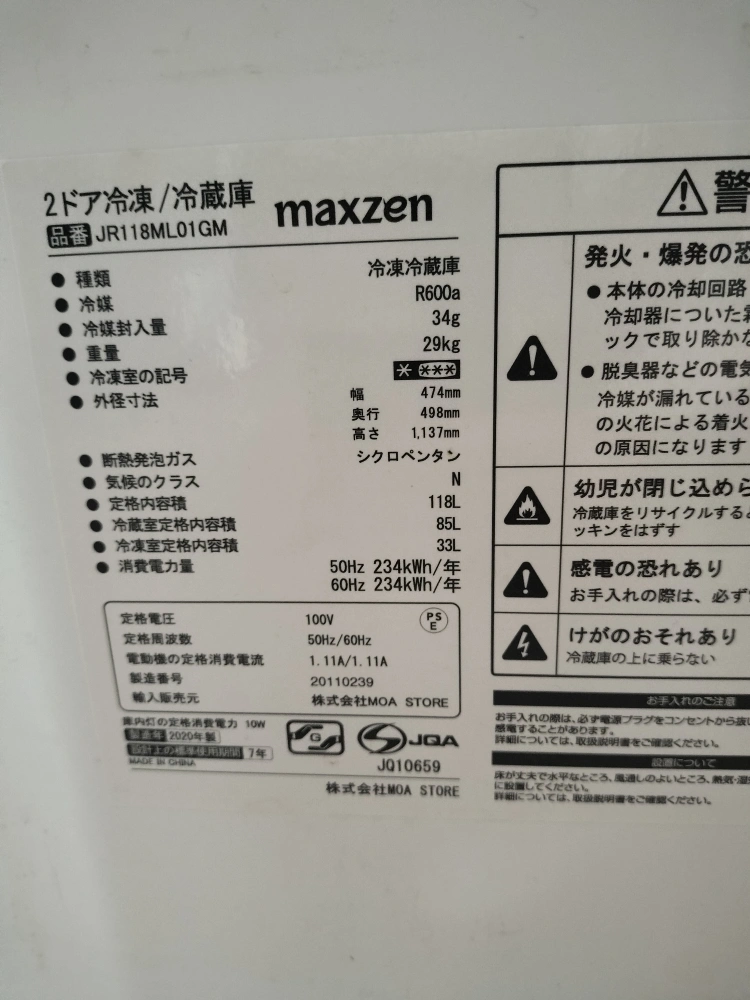 2ドア冷凍/冷蔵庫 maxzen
品番 JR118ML01GM
● 種類 冷凍冷蔵庫
● 冷媒 R600a
● 冷媒封入量 34g
● 重量 29kg
● 冷凍室の記号 * ***
● 外径寸法 幅 474mm
奥行 498mm
高さ 1,137mm
● 断熱発泡ガス シクロペンタン
● 気候のクラス N
● 定格内容積 118L
● 冷蔵室定格内容積 85L
● 冷凍室定格内容積 33L
● 消費電力量 50Hz 234kWh/年
60Hz 234kWh/年
定格電圧 100V
PS
E
定格周波数 50Hz/60Hz
電動機の定格消費電流 1.11A/1.11A
製造番号 20110239
輸入販売元 株式会社MOA STORE
庫内灯の定格消費電力 10W
製造年 2020年製
設計上の標準使用期間 7年
MADE IN CHINA
S G
JQA
JQ10659
株式会社MOA STORE
警
発火・爆発の恐
● 本体の冷却回路
冷却器についた霜
ックで取り除かな
● 脱臭器などの電気
冷媒が漏れている
の火花による着火
の原因になります
幼児が閉じ込めら
冷蔵庫をリサイクルすると
ッキンをはずす
感電の恐れあり
お手入れの際は、必ず
けがのおそれあり
冷蔵庫の上に乗らない
お手入れのご注意
お手入れの際は、必ず電源プラグをコンセントから抜
感電することがあります。
詳細については、取扱説明書をご確認ください。
設置について
床が丈夫で水平なところ、風通しのよいところ、熱気・湿
に設置してください。
詳細については、取扱説明書をご確認ください。